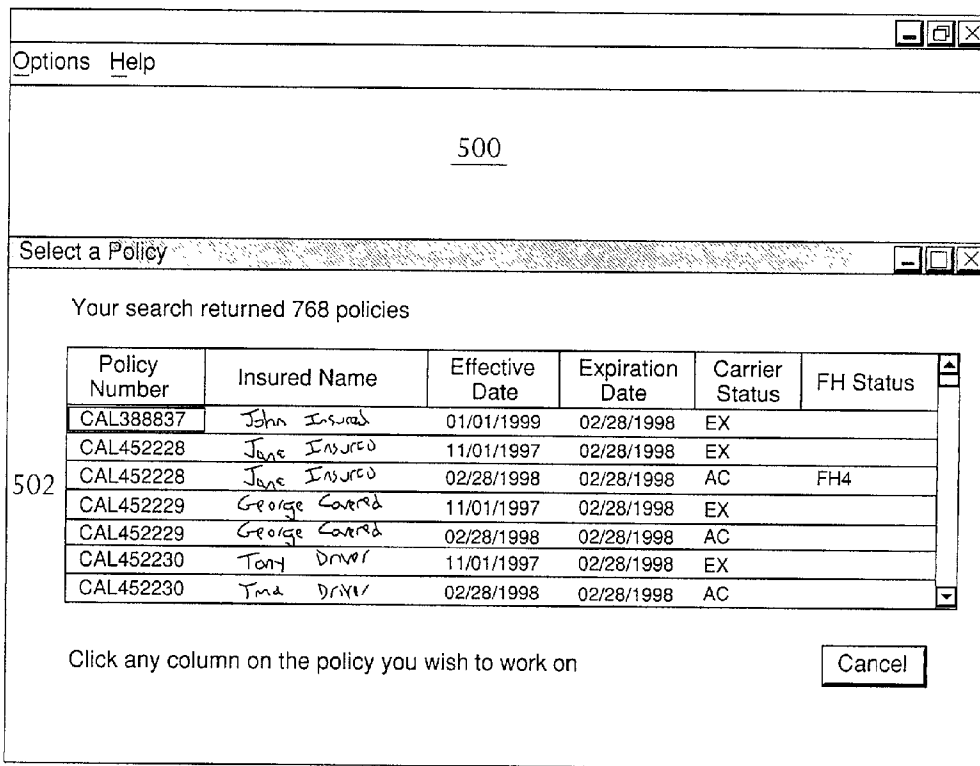 Options Help
500
Select a Policy
Your search returned 768 policies
Policy Number Insured Name Effective Date Expiration Date Carrier Status FH Status
CAL388837 John Insured 01/01/1999 02/28/1998 EX
CAL452228 Jane Insured 11/01/1997 02/28/1998 EX
502 CAL452228 Jane Insured 02/28/1998 02/28/1998 AC FH4
CAL452229 George Covered 11/01/1997 02/28/1998 EX
CAL452229 George Covered 02/28/1998 02/28/1998 AC
CAL452230 Tony Driver 11/01/1997 02/28/1998 EX
CAL452230 Tina Driver 02/28/1998 02/28/1998 AC
Click any column on the policy you wish to work on Cancel